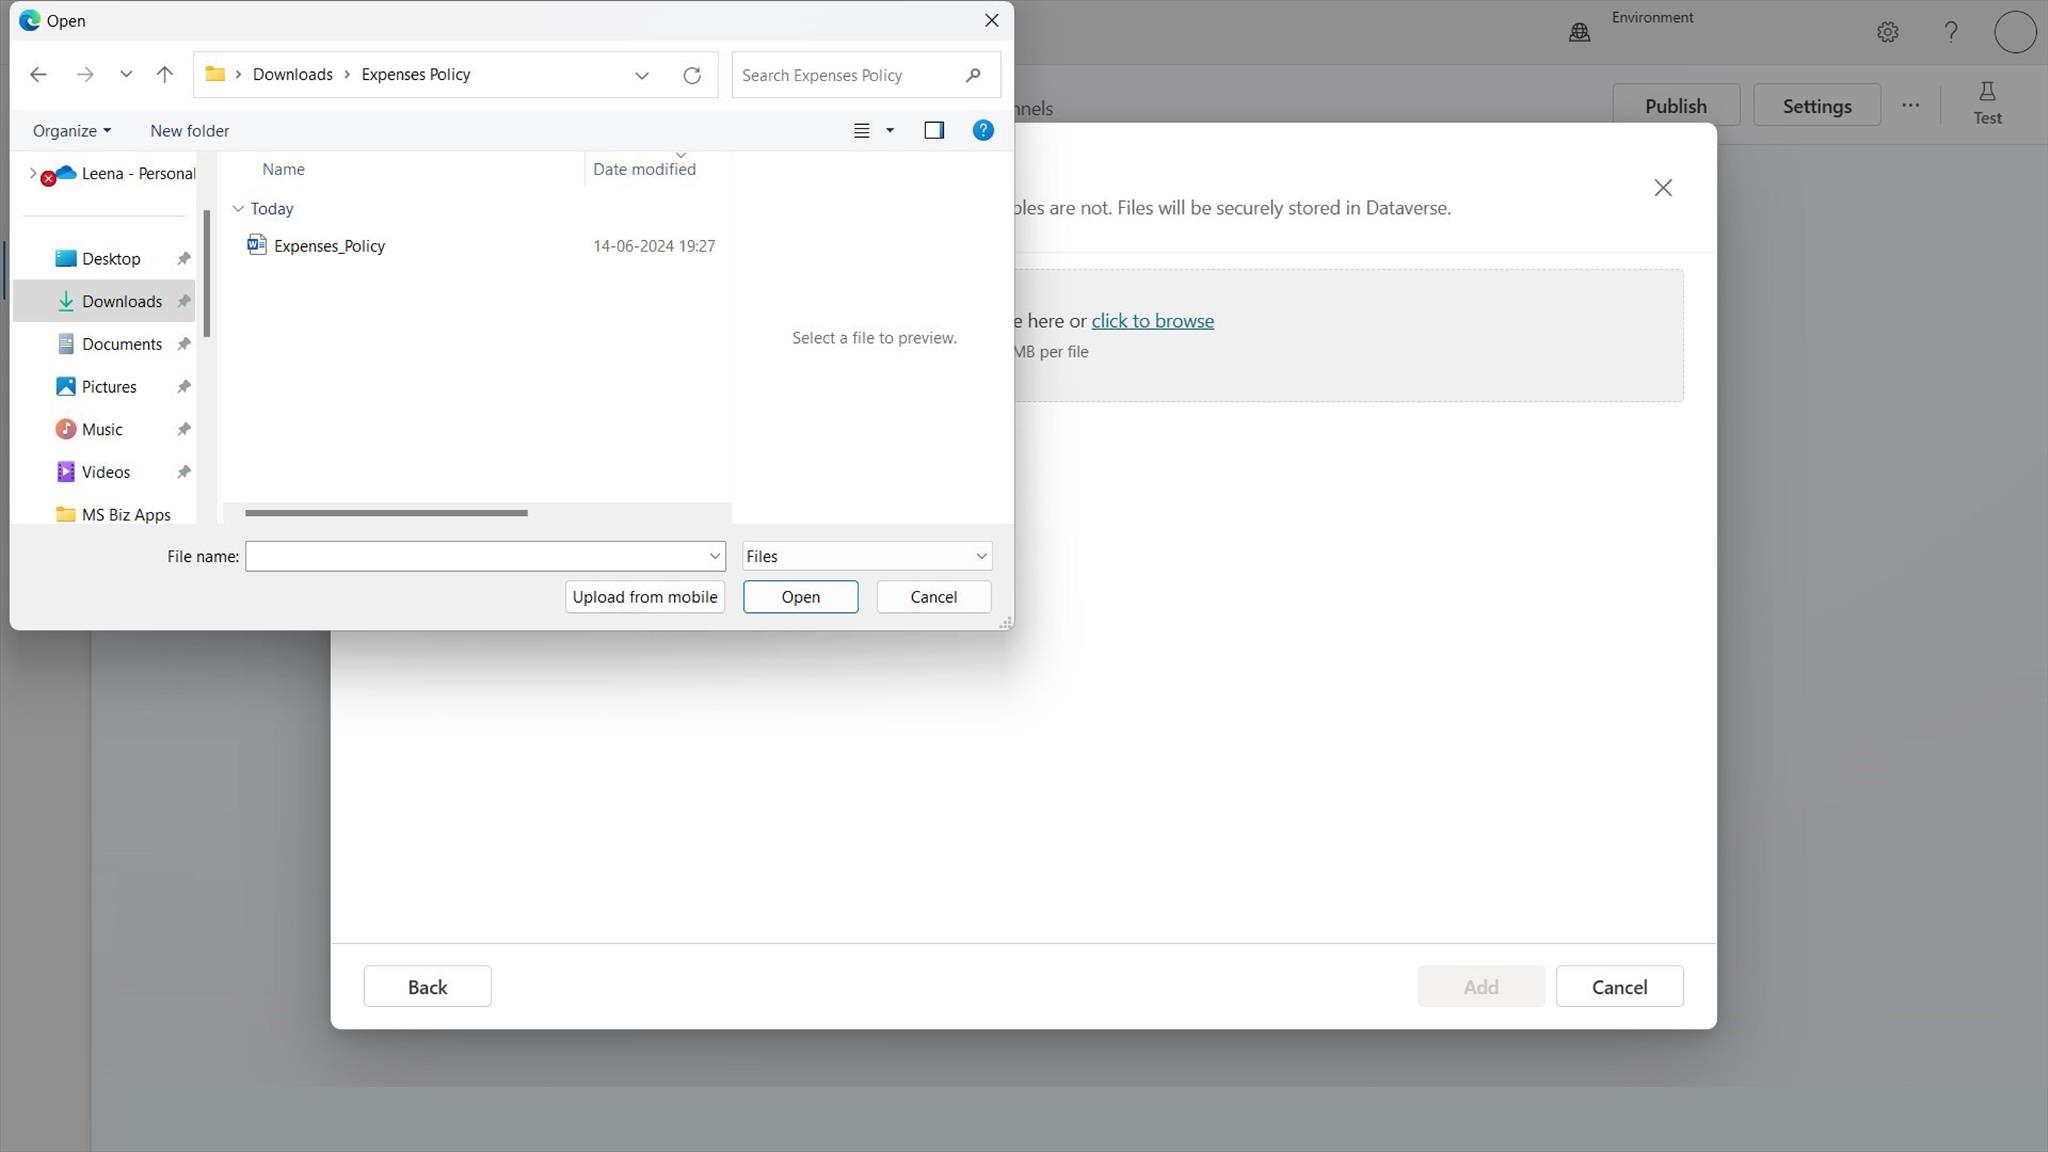 Open
Environment
Downloads > Expenses Policy
Search Expenses Policy
Organize
New folder
Publish
Settings
...
Test
Name
Date modified
Leena - Personal
Today
Expenses_Policy
14-06-2024 19:27
are not. Files will be securely stored in Dataverse.
Desktop
Downloads
Documents
Pictures
Music
Videos
MS Biz Apps
Select a file to preview.
here or click to browse
MB per file
File name:
Files
Upload from mobile
Open
Cancel
Back
Add
Cancel